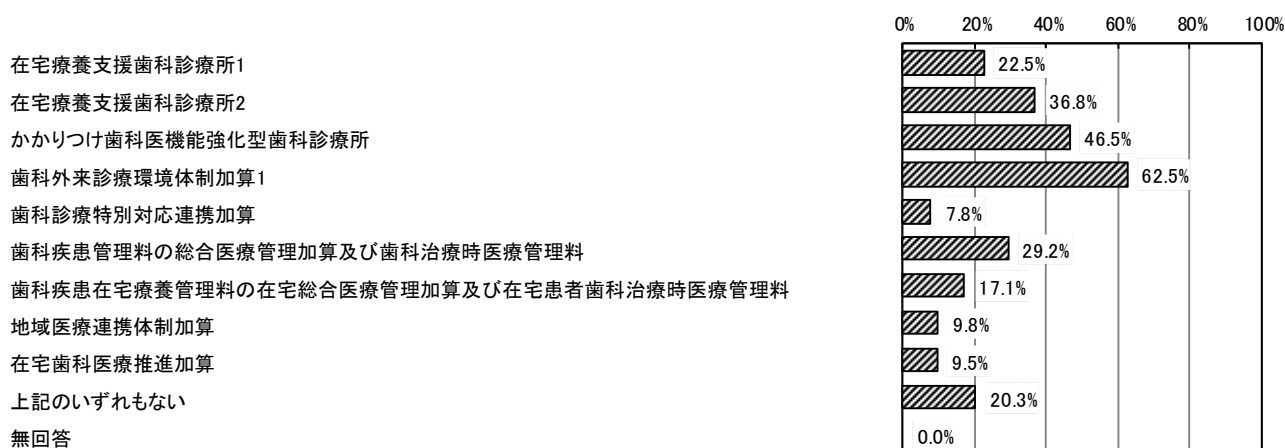 0% 20% 40% 60% 80% 100%
在宅療養支援歯科診療所1 22.5%
在宅療養支援歯科診療所2 36.8%
かかりつけ歯科医機能強化型歯科診療所 46.5%
歯科外来診療環境体制加算1 62.5%
歯科診療特別対応連携加算 7.8%
歯科疾患管理料の総合医療管理加算及び歯科治療時医療管理料 29.2%
歯科疾患在宅療養管理料の在宅総合医療管理加算及び在宅患者歯科治療時医療管理料 17.1%
地域医療連携体制加算 9.8%
在宅歯科医療推進加算 9.5%
上記のいずれもない 20.3%
無回答 0.0%